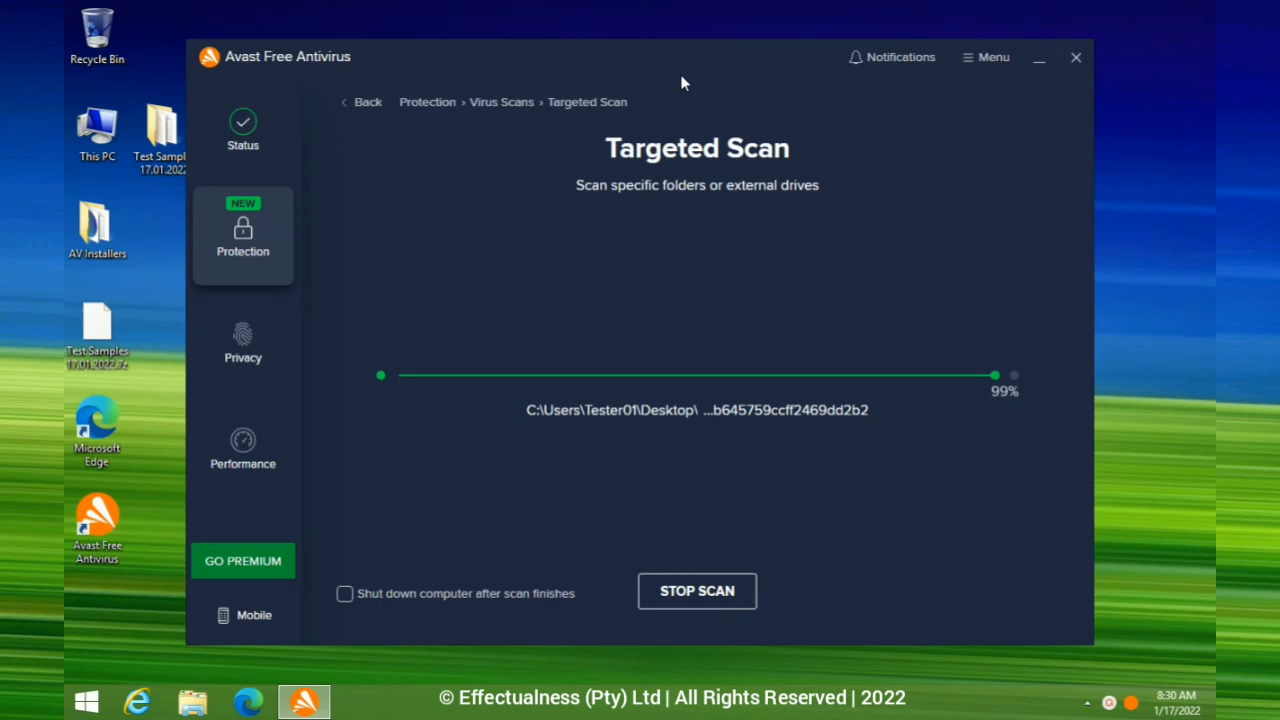 Recycle Bin
This PC
Test Sampl
17.01.2022
AV Installers
Test Samples
17.01.2022.7z
Microsoft
Edge
Avast Free
Antivirus
Avast Free Antivirus
Notifications
Menu
Status
NEW
Protection
Privacy
Performance
GO PREMIUM
Mobile
Back Protection › Virus Scans › Targeted Scan
Targeted Scan
Scan specific folders or external drives
99%
C:\Users\Tester01\Desktop\ ...b645759ccff2469dd2b2
Shut down computer after scan finishes
STOP SCAN
© Effectualness (Pty) Ltd | All Rights Reserved | 2022
8:30 AM
1/17/2022